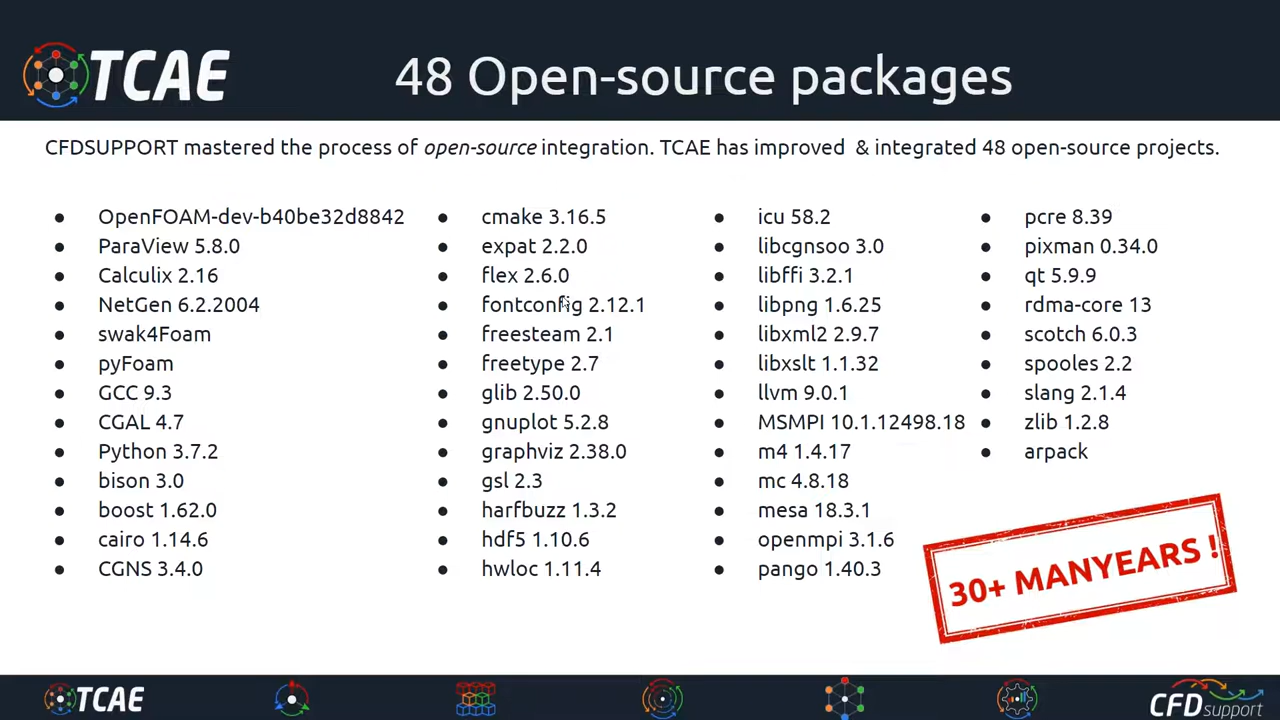 TCAE
48 Open-source packages
CFDSUPPORT mastered the process of open-source integration. TCAE has improved & integrated 48 open-source projects.
● OpenFOAM-dev-b40be32d8842
● ParaView 5.8.0
● Calculix 2.16
● NetGen 6.2.2004
● swak4Foam
● pyFoam
● GCC 9.3
● CGAL 4.7
● Python 3.7.2
● bison 3.0
● boost 1.62.0
● cairo 1.14.6
● CGNS 3.4.0
● cmake 3.16.5
● expat 2.2.0
● flex 2.6.0
● fontconfig 2.12.1
● freesteam 2.1
● freetype 2.7
● glib 2.50.0
● gnuplot 5.2.8
● graphviz 2.38.0
● gsl 2.3
● harfbuzz 1.3.2
● hdf5 1.10.6
● hwloc 1.11.4
● icu 58.2
● libcgnsoo 3.0
● libffi 3.2.1
● libpng 1.6.25
● libxml2 2.9.7
● libxslt 1.1.32
● llvm 9.0.1
● MSMPI 10.1.12498.18
● m4 1.4.17
● mc 4.8.18
● mesa 18.3.1
● openmpi 3.1.6
● pango 1.40.3
● pcre 8.39
● pixman 0.34.0
● qt 5.9.9
● rdma-core 13
● scotch 6.0.3
● spooles 2.2
● slang 2.1.4
● zlib 1.2.8
● arpack
30+ MANYEARS !
TCAE
CFDsupport